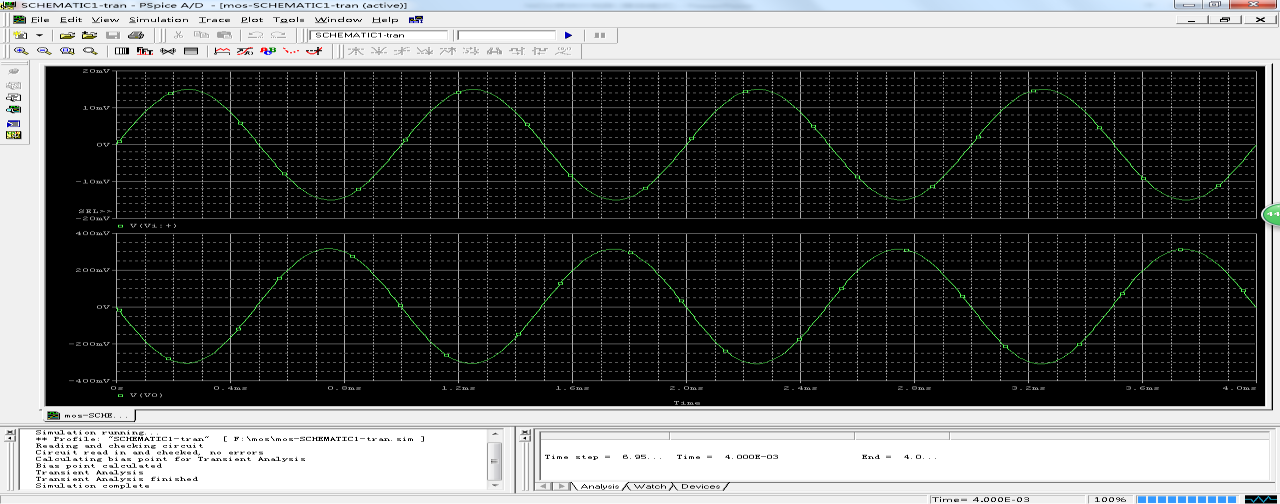 SCHEMATIC1-tran - PSpice A/D - [mos-SCHEMATIC1-tran (active)]
File Edit View Simulation Trace Plot Tools Window Help
SCHEMATIC1-tran
20mV
10mV
0V
-10mV
SEL>>
-20mV
V(Vi:+)
400mV
200mV
0V
-200mV
-400mV
0s 0.4ms 0.8ms 1.2ms 1.6ms 2.0ms 2.4ms 2.8ms 3.2ms 3.6ms 4.0ms
V(VO)
Time
44
mos-SCHE...
Simulation running...
** Profile: "SCHEMATIC1-tran" [ F:\mos\mos-SCHEMATIC1-tran.sim ]
Reading and checking circuit
Circuit read in and checked, no errors
Calculating bias point for Transient Analysis
Bias point calculated
Transient Analysis
Transient Analysis finished
Simulation complete
Time step = 6.95... Time = 4.000E-03 End = 4.0...
Analysis Watch Devices
Time= 4.000E-03 100%